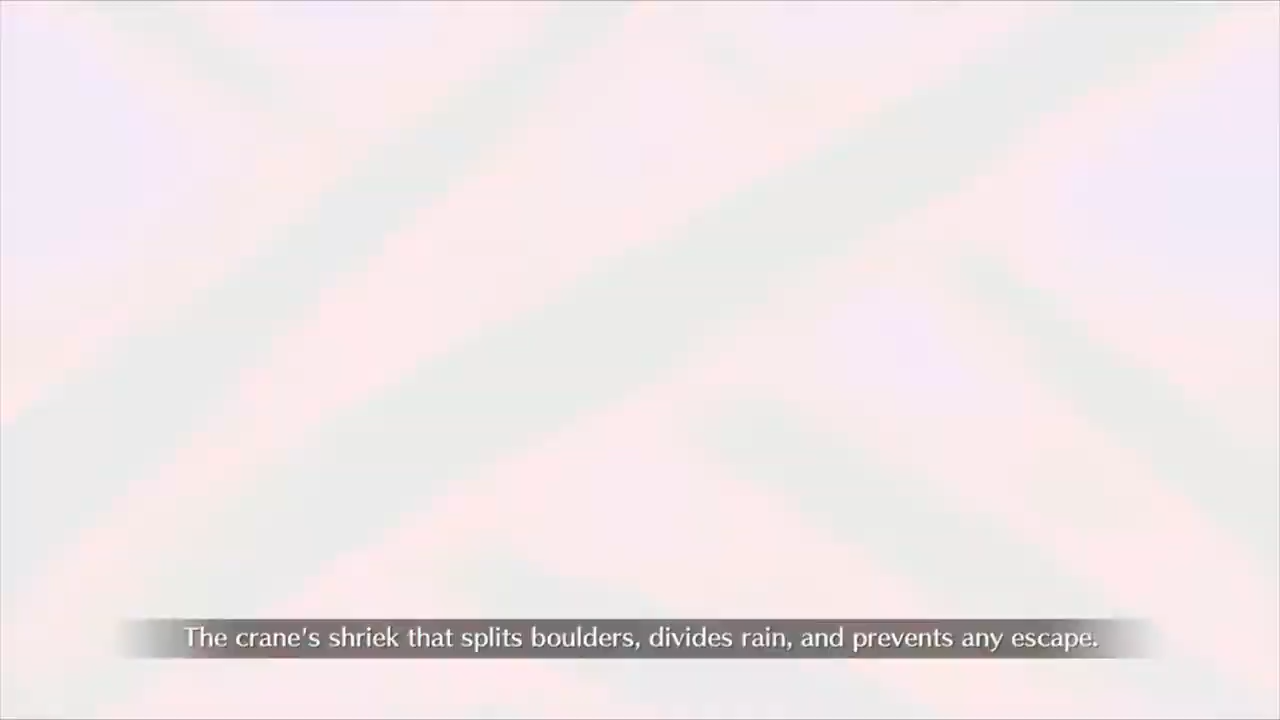 The crane's shriek that splits boulders, divides rain, and prevents any escape.